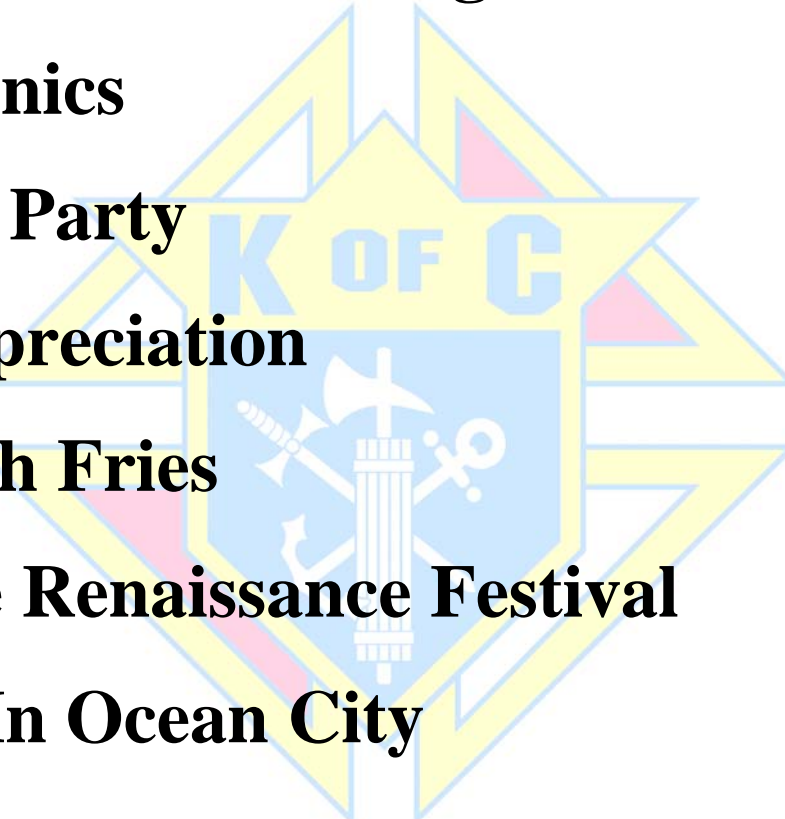 nics
K OF C
Party
preciation
h Fries
e Renaissance Festival
In Ocean City